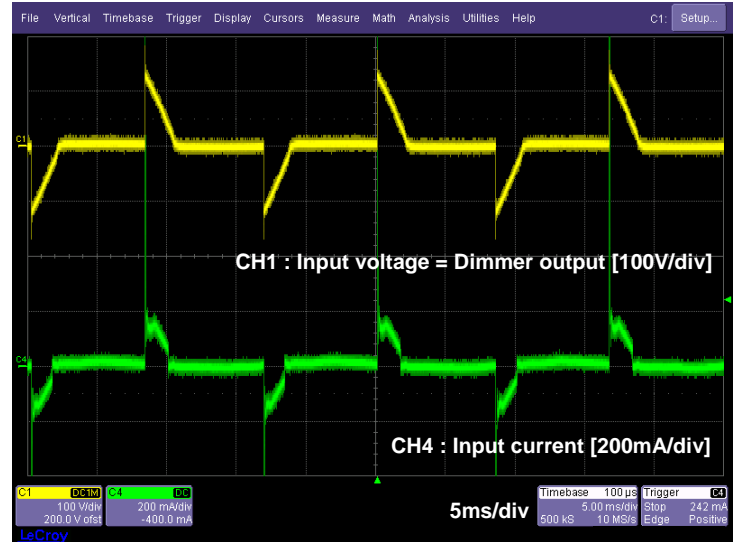 File Vertical Timebase Trigger Display Cursors Measure Math Analysis Utilities Help C1: Setup...
C1
CH1 : Input voltage = Dimmer output [100V/div]
C4
CH4 : Input current [200mA/div]
5ms/div
C1 DC1M
100 V/div
200.0 V ofst
C4 DC
200 mA/div
-400.0 mA
Timebase 100 µs
5.00 ms/div
500 kS 10 MS/s
Trigger C4
Stop 242 mA
Edge Positive
LeCroy